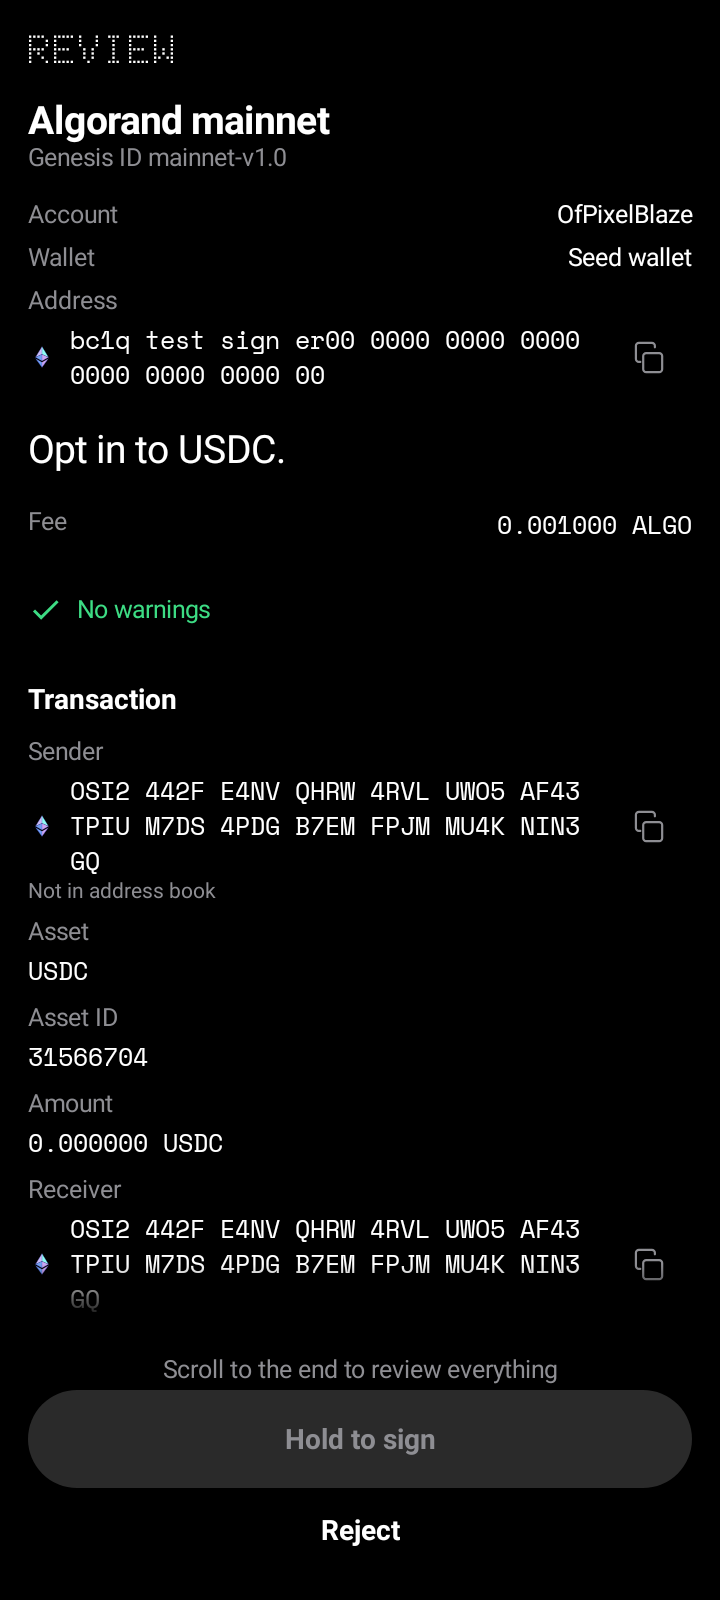 REVIEW
Algorand mainnet
Genesis ID mainnet-v1.0
Account OfPixelBlaze
Wallet Seed wallet
Address
bc1q test sign er00 0000 0000 0000
0000 0000 0000 00
Opt in to USDC.
Fee 0.001000 ALGO
No warnings
Transaction
Sender
OSI2 442F E4NV QHRW 4RVL UWO5 AF43
TPIU M7DS 4PDG B7EM FPJM MU4K NIN3
GQ
Not in address book
Asset
USDC
Asset ID
31566704
Amount
0.000000 USDC
Receiver
OSI2 442F E4NV QHRW 4RVL UWO5 AF43
TPIU M7DS 4PDG B7EM FPJM MU4K NIN3
GQ
Scroll to the end to review everything
Hold to sign
Reject